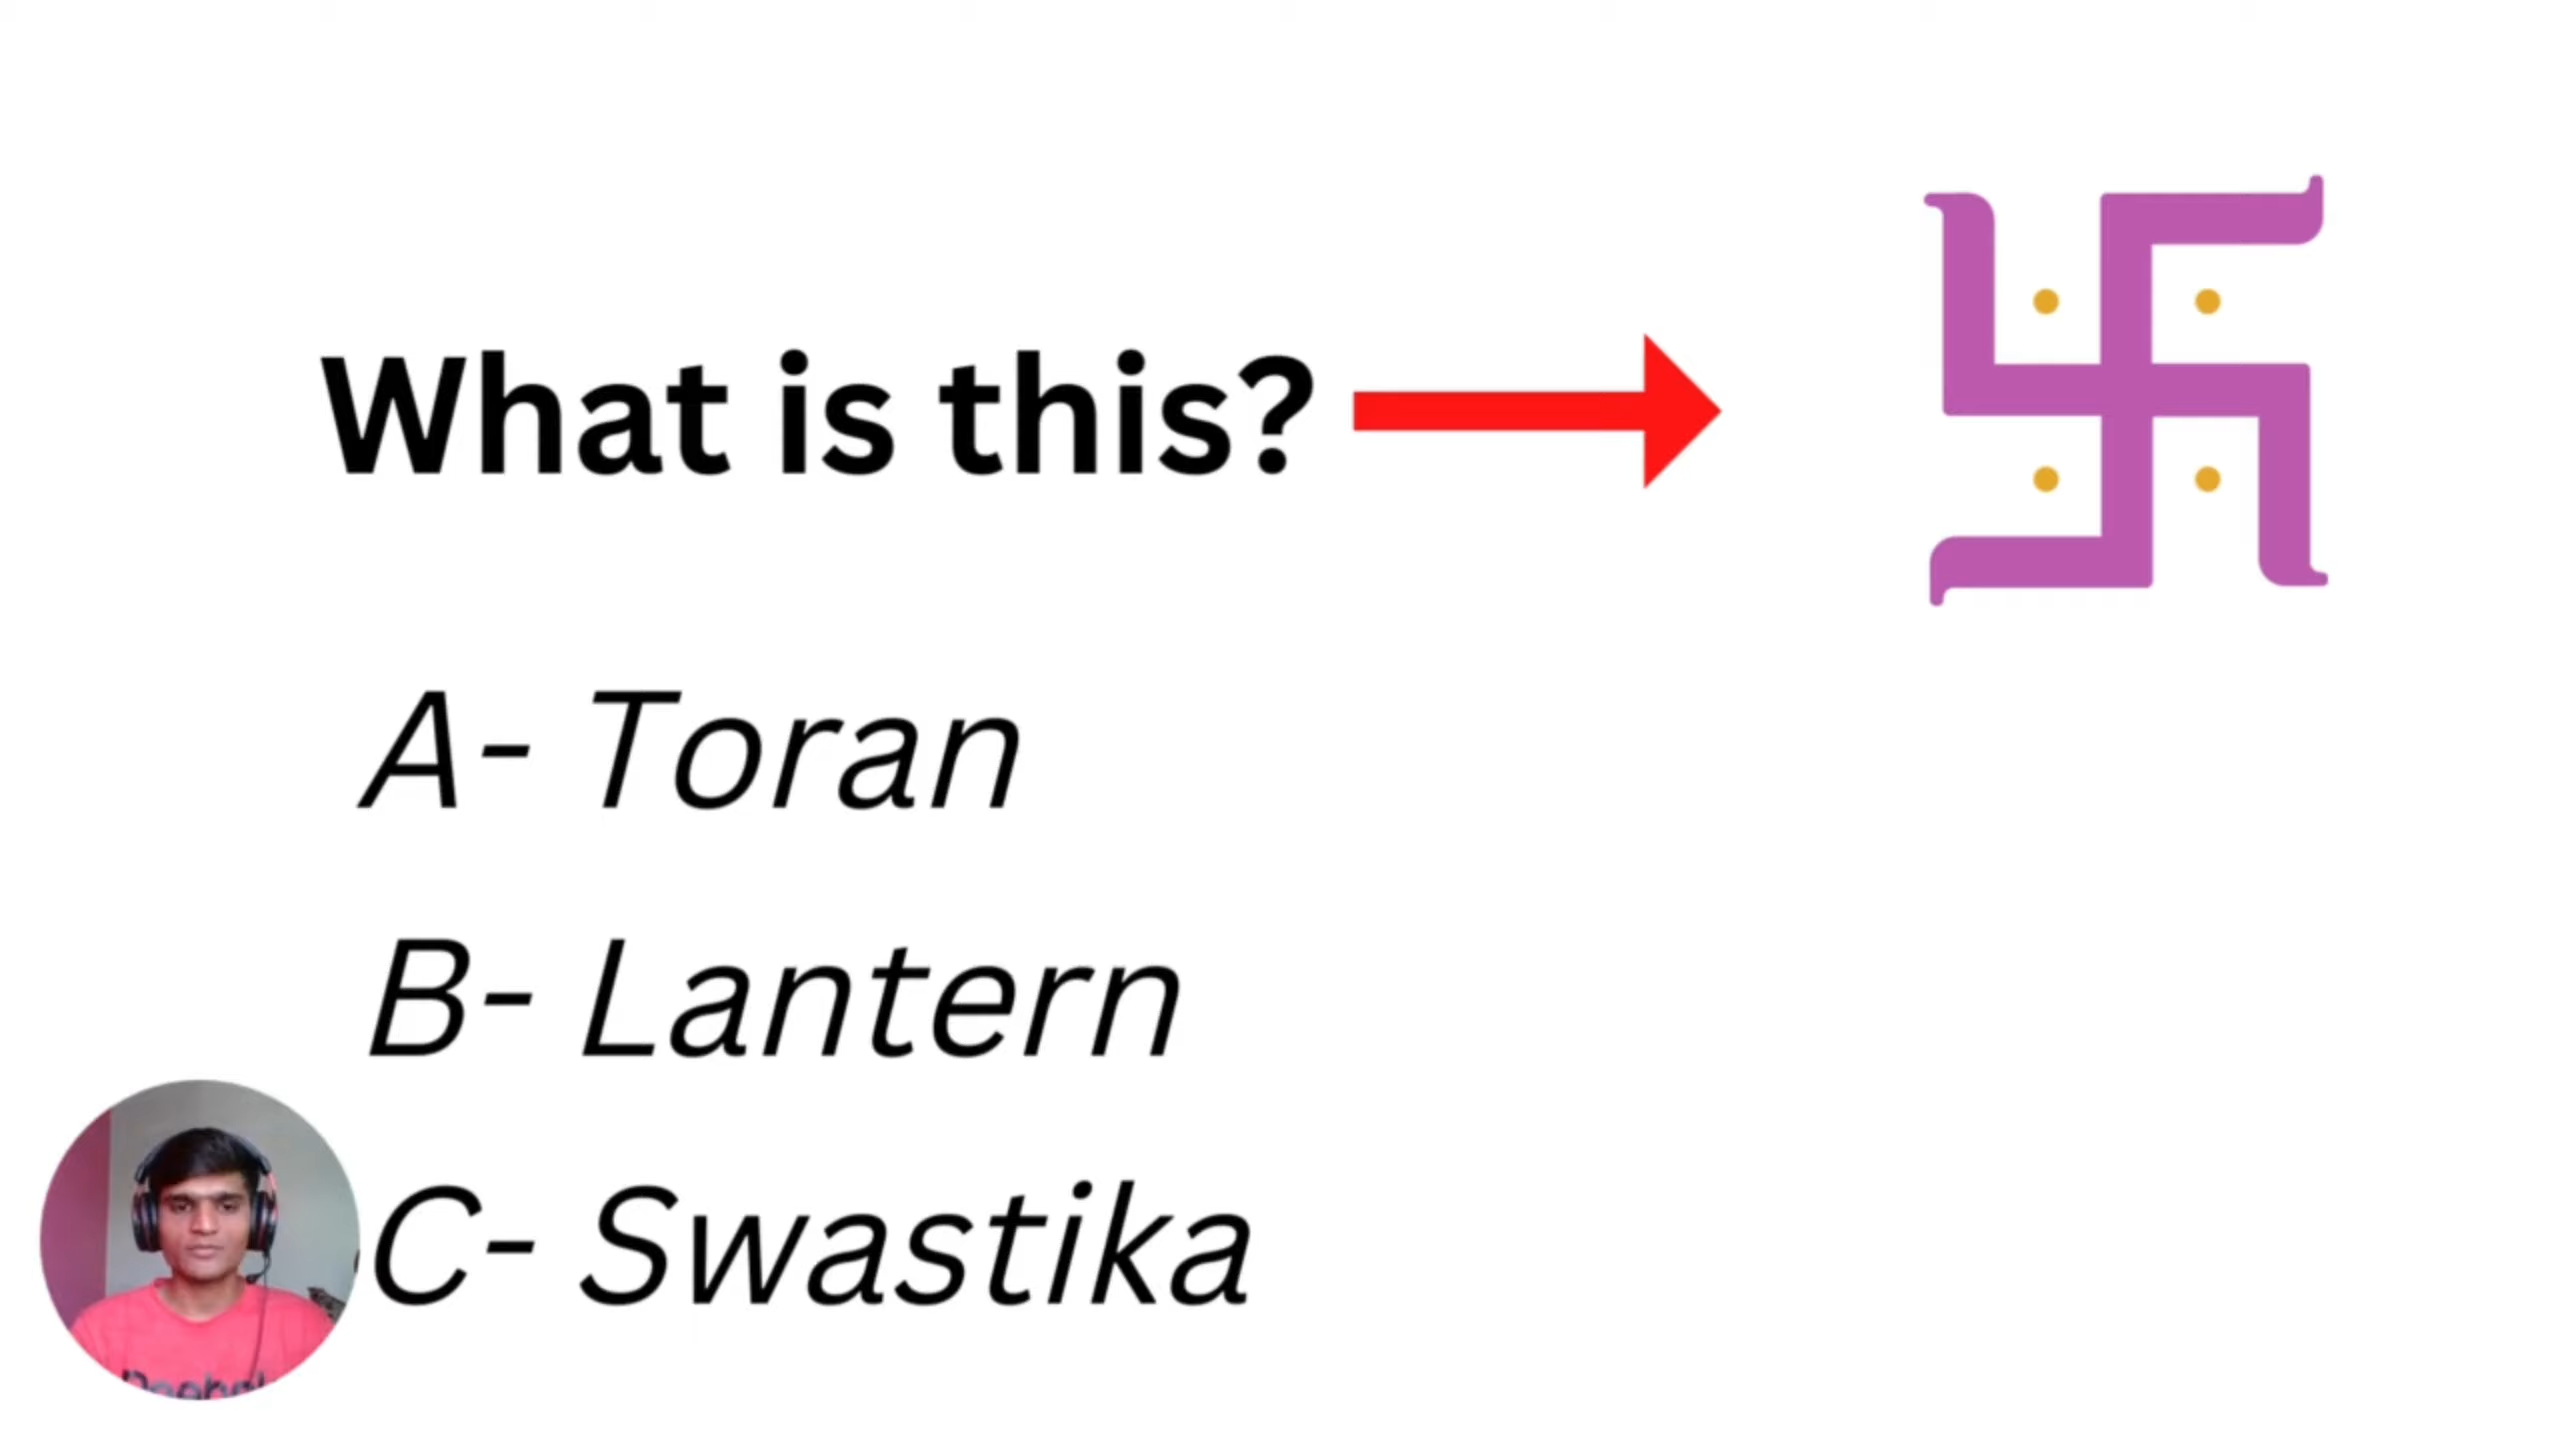 What is this?
A- Toran
B- Lantern
C- Swastika